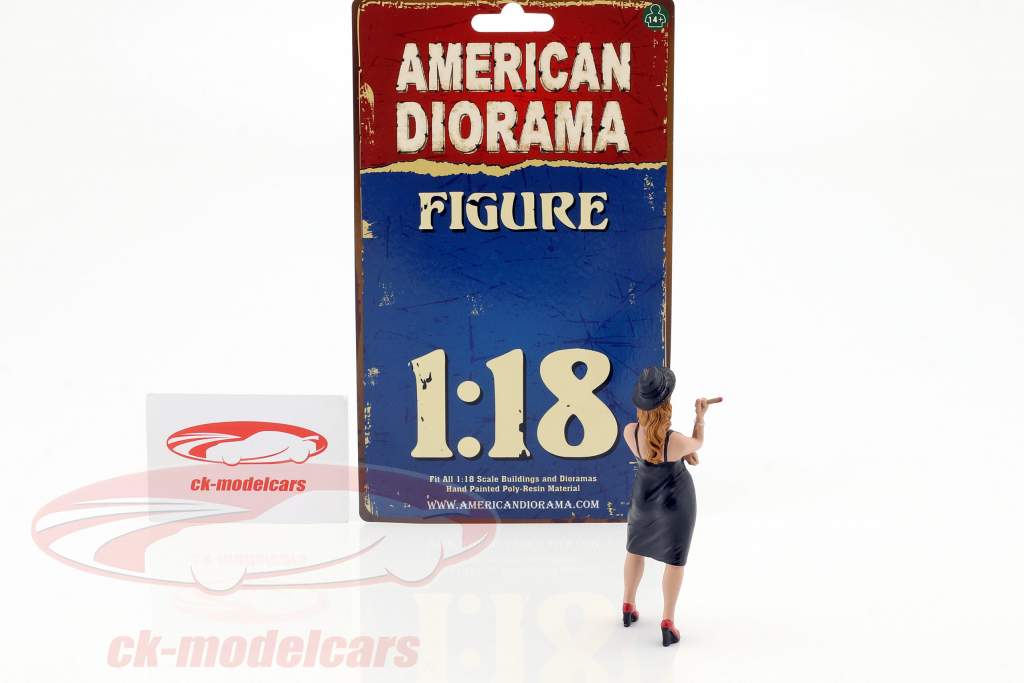 14+
AMERICAN
DIORAMA
FIGURE
1:18
Fit All 1:18 Scale Buildings and Dioramas
Hand Painted Poly-Resin Material
WWW.AMERICANDIORAMA.COM
ck-modelcars
ck-modelcars